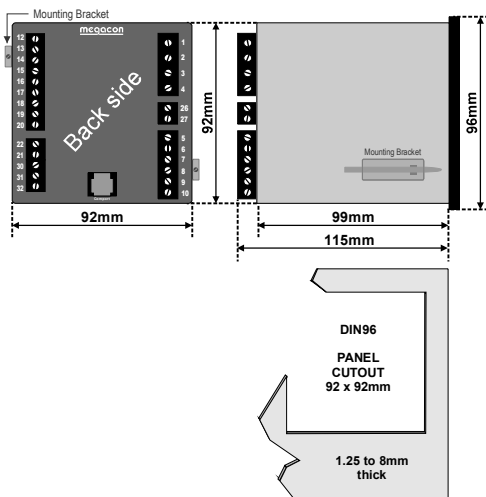 Mounting Bracket
megacon
12
13
14
15
16
17
18
19
20
22
21
30
31
32
Back side
1
2
3
4
26
27
5
6
7
8
9
10
92mm
92mm
Mounting Bracket
96mm
99mm
115mm
DIN96
PANEL
CUTOUT
92 x 92mm
1.25 to 8mm
thick